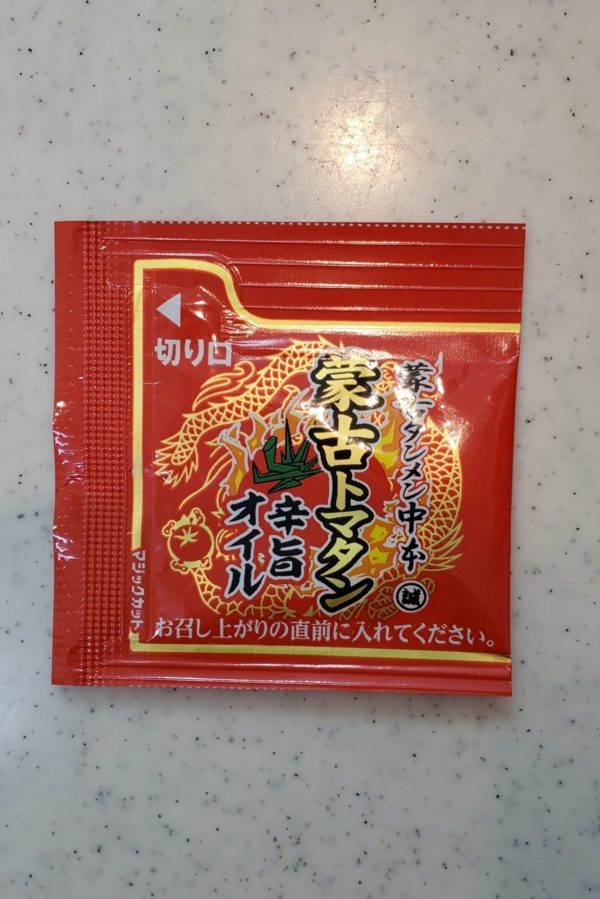 切り口
蒙古タンメン中本
誠
蒙古トマタン
辛旨
オイル
マジックカット
お召し上がりの直前に入れてください。